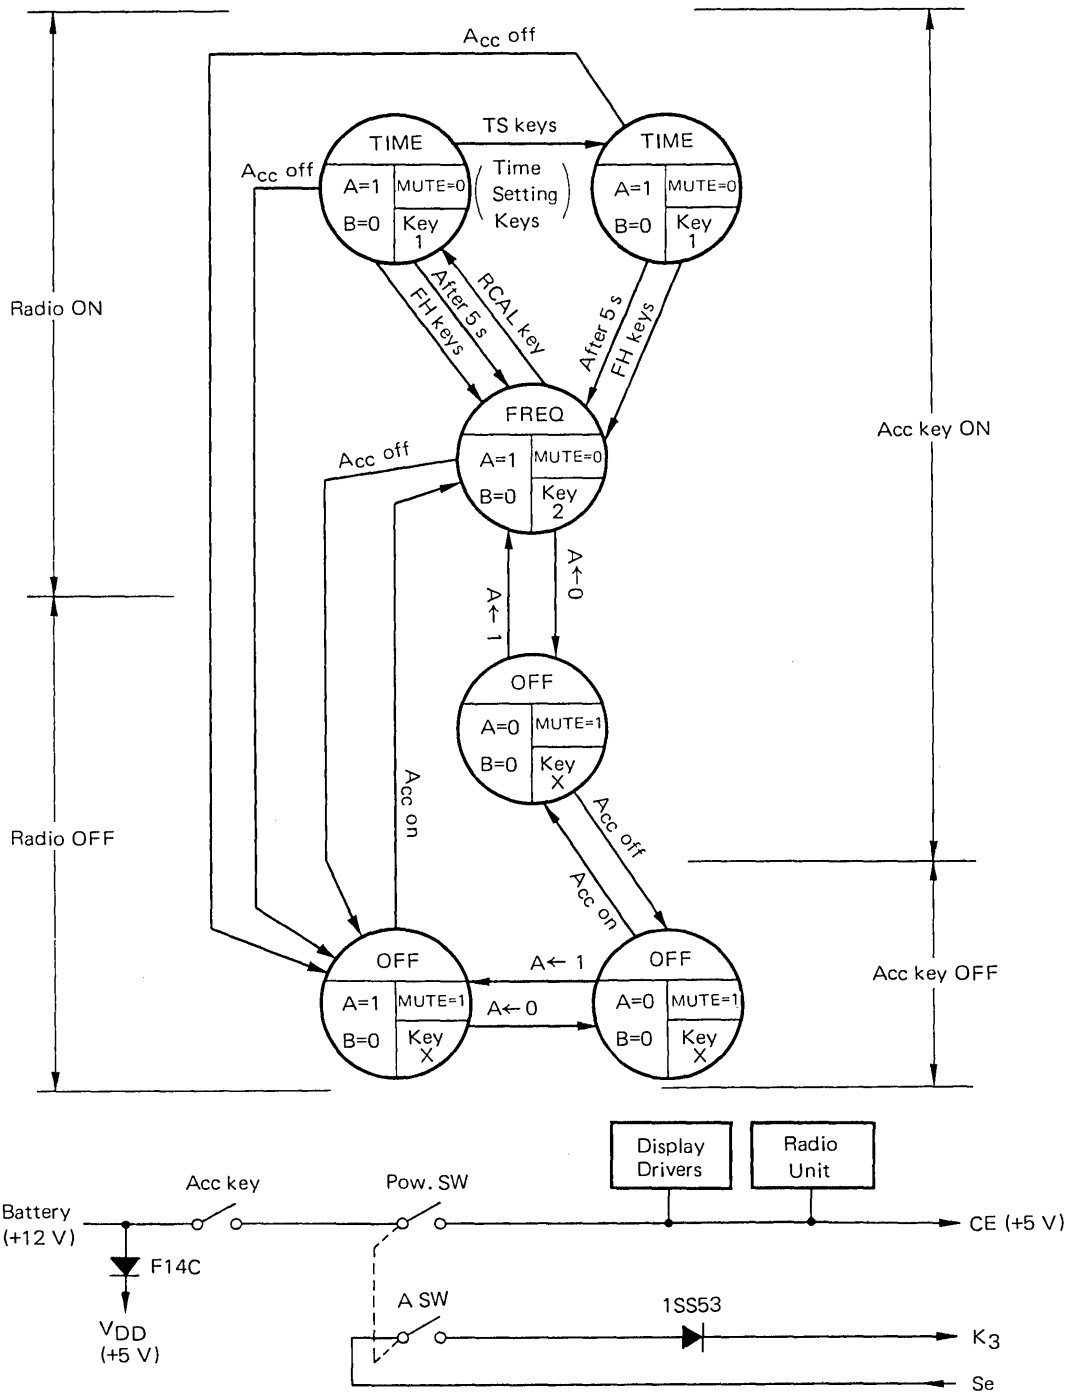 Acc off
TIME
A=1
B=0
MUTE=0
Key
1
TS keys
(Time
Setting
Keys)
TIME
A=1
B=0
MUTE=0
Key
1
Acc off
Radio ON
FH keys
After 5 s
RCAL key
After 5 s
FH keys
FREQ
A=1
B=0
MUTE=0
Key
2
Acc off
Acc key ON
A←1
A←0
OFF
A=0
B=0
MUTE=1
Key
X
Acc on
Radio OFF
Acc off
Acc on
OFF
A=1
B=0
MUTE=1
Key
X
A←1
A←0
OFF
A=0
B=0
MUTE=1
Key
X
Acc key OFF
Display
Drivers
Radio
Unit
Battery
(+12 V)
Acc key
Pow. SW
CE (+5 V)
F14C
VDD
(+5 V)
A SW
1SS53
K3
Se